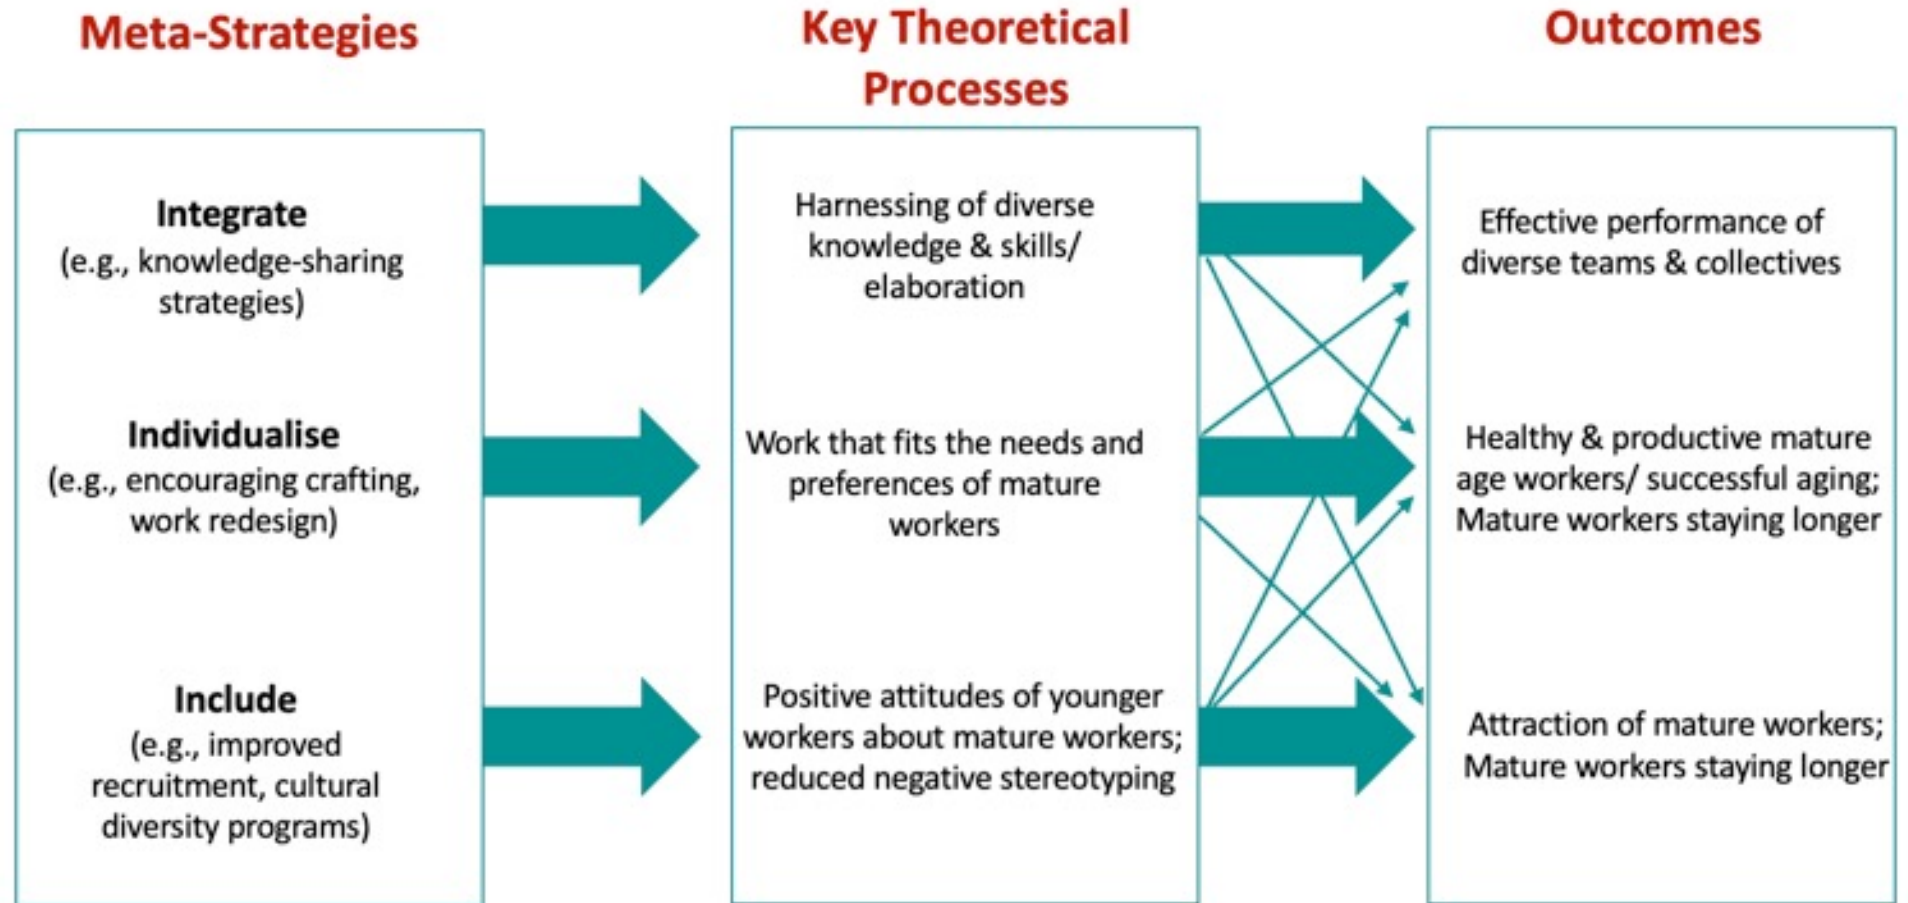 Meta-Strategies
Integrate
(e.g., knowledge-sharing
strategies)
Individualise
(e.g., encouraging crafting,
work redesign)
Include
(e.g., improved
recruitment, cultural
diversity programs)
Key Theoretical
Processes
Harnessing of diverse
knowledge & skills/
elaboration
Work that fits the needs and
preferences of mature
workers
Positive attitudes of younger
workers about mature workers;
reduced negative stereotyping
Outcomes
Effective performance of
diverse teams & collectives
Healthy & productive mature
age workers/ successful aging;
Mature workers staying longer
Attraction of mature workers;
Mature workers staying longer